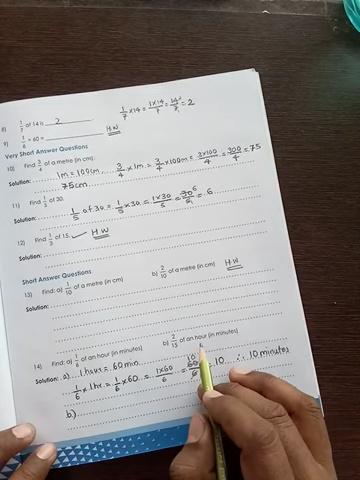 8) 1/7 of 14 is 2
1/7 × 14 = 1×14/7 = 14/7 = 2
9) 1/6 = 60 = H W
Very Short Answer Questions
10) Find 3/4 of a metre (in cm).
Solution: 1m = 100cm, 3/4 × 1m = 3/4 × 100cm = 3×100/4 = 300/4 = 75
75cm
11) Find 1/5 of 30.
Solution: 1/5 of 30 = 1/5 × 30 = 1×30/5 = 30/5 6 = 6
12) Find of 15. H W
Solution:
Short Answer Questions
13) Find: a) 1/10 of a metre (in cm) b) 2/10 of a metre (in cm) H W
Solution:
14) Find: a) 1/6 of an hour (in minutes) b) 2/15 of an hour (in minutes)
Solution: a) 1 hour = 60 min
1/6 × 1hr = 1/6 × 60 = 1×60/6 = 60/6 10 = 10 ∴ 10 minutes
b)